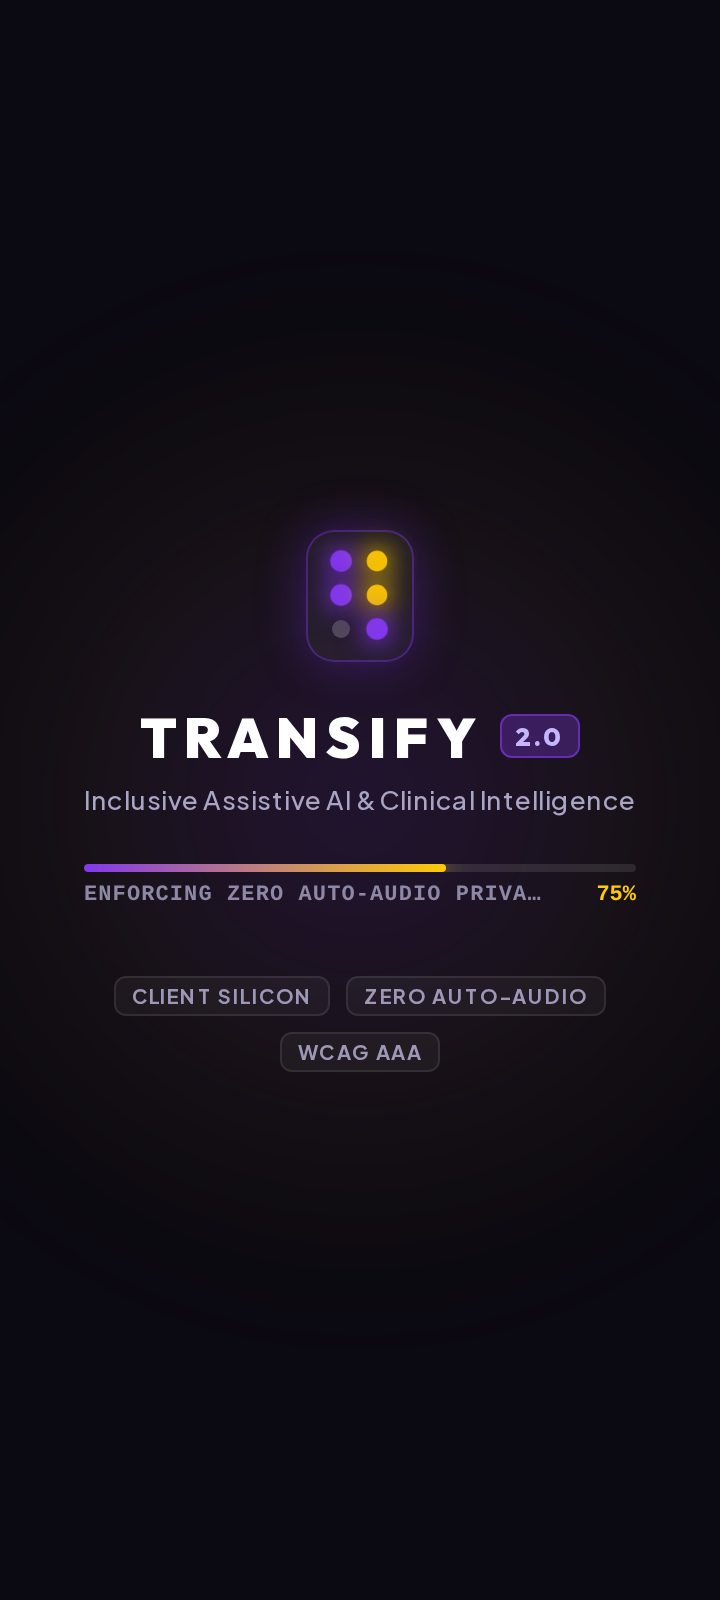 TRANSIFY 2.0
Inclusive Assistive AI & Clinical Intelligence
ENFORCING ZERO AUTO-AUDIO PRIVA… 75%
CLIENT SILICON ZERO AUTO-AUDIO
WCAG AAA